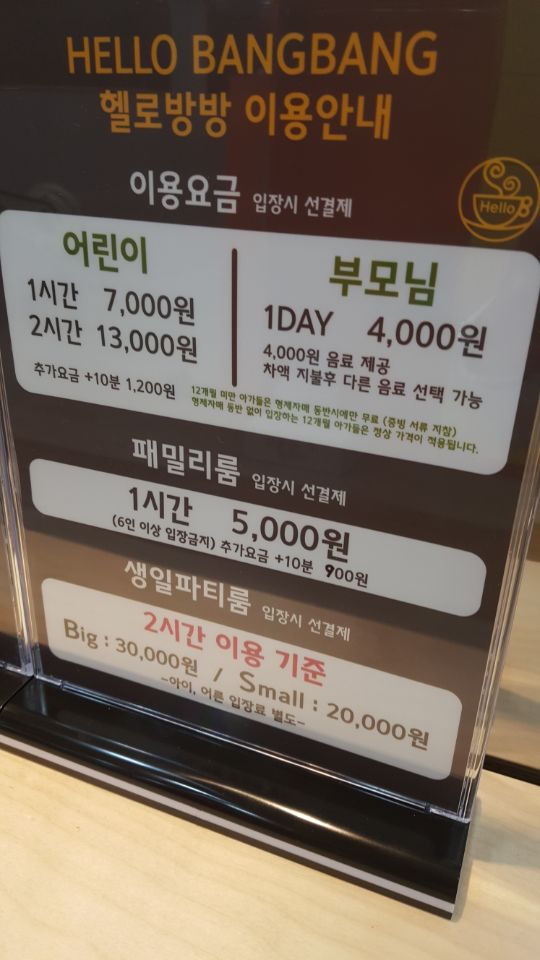 HELLO BANGBANG
헬로방방 이용안내
이용요금 입장시 선결제
Hello B
어린이
1시간 7,000원
2시간 13,000원
추가요금 +10분 1,200원
부모님
1DAY 4,000원
4,000원 음료 제공
차액 지불후 다른 음료 선택 가능
12개월 미만 아가들은 형제자매 동반시에만 무료 (증빙 서류 지참)
형제자매 동반 없이 입장하는 12개월 아가들은 정상 가격이 적용됩니다.
패밀리룸 입장시 선결제
1시간 5,000원
(6인 이상 입장금지) 추가요금 +10분 900원
생일파티룸 입장시 선결제
2시간 이용 기준
Big : 30,000원 / Small : 20,000원
-아이, 어른 입장료 별도-